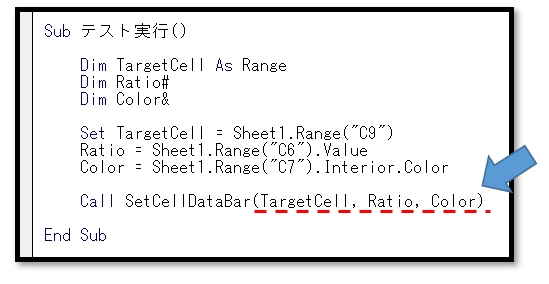 Sub テスト実行()
Dim TargetCell As Range
Dim Ratio#
Dim Color&
Set TargetCell = Sheet1.Range("C9")
Ratio = Sheet1.Range("C6").Value
Color = Sheet1.Range("C7").Interior.Color
Call SetCellDataBar(TargetCell, Ratio, Color)
End Sub